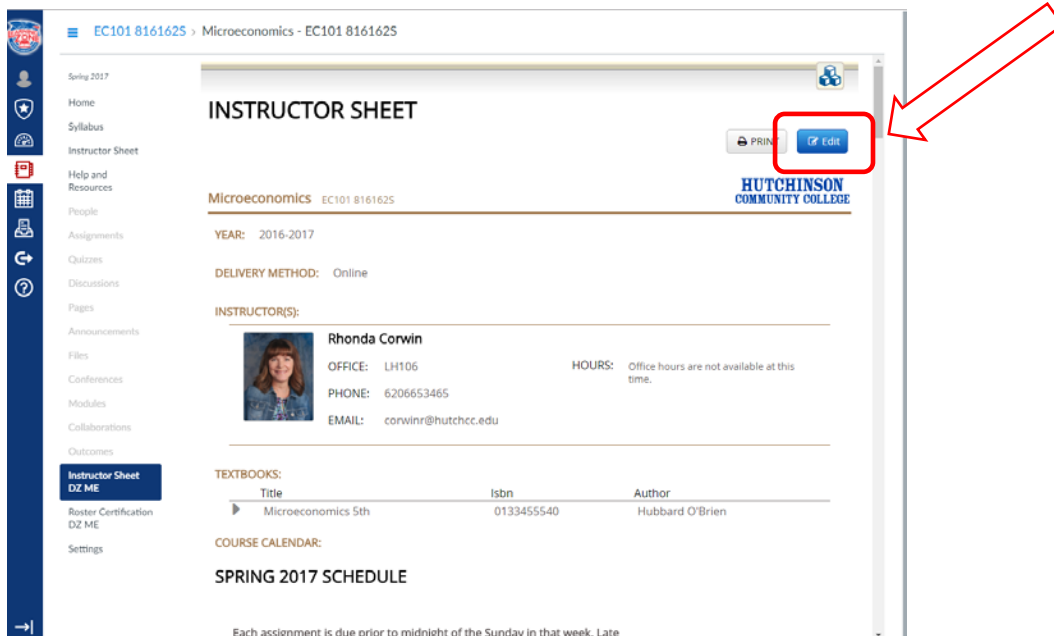 EC101 816162S > Microeconomics - EC101 816162S
Spring 2017
Home
Syllabus
Instructor Sheet
Help and
Resources
People
Assignments
Quizzes
Discussions
Pages
Announcements
Files
Conferences
Modules
Collaborations
Outcomes
Instructor Sheet
DZ ME
Roster Certification
DZ ME
Settings
INSTRUCTOR SHEET
PRINT Edit
HUTCHINSON
COMMUNITY COLLEGE
Microeconomics EC101 816162S
YEAR: 2016-2017
DELIVERY METHOD: Online
INSTRUCTOR(S):
Rhonda Corwin
OFFICE: LH106
PHONE: 6206653465
EMAIL: corwinr@hutchcc.edu
HOURS: Office hours are not available at this
time.
TEXTBOOKS:
Title Isbn Author
Microeconomics 5th 0133455540 Hubbard O'Brien
COURSE CALENDAR:
SPRING 2017 SCHEDULE
Each assignment is due prior to midnight of the Sunday in that week. Late